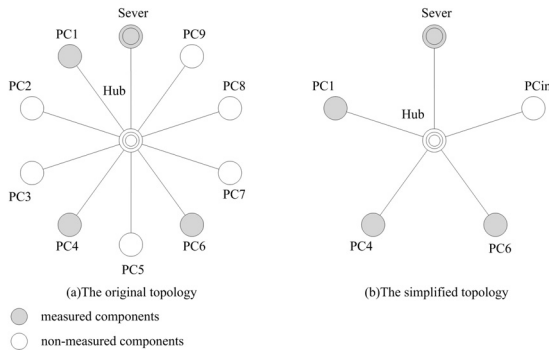 Sever
PC1
PC9
PC2
Hub
PC8
PC3
PC7
PC4
PC6
PC5
(a)The original topology
Sever
PC1
Hub
PCin
PC4
PC6
(b)The simplified topology
measured components
non-measured components